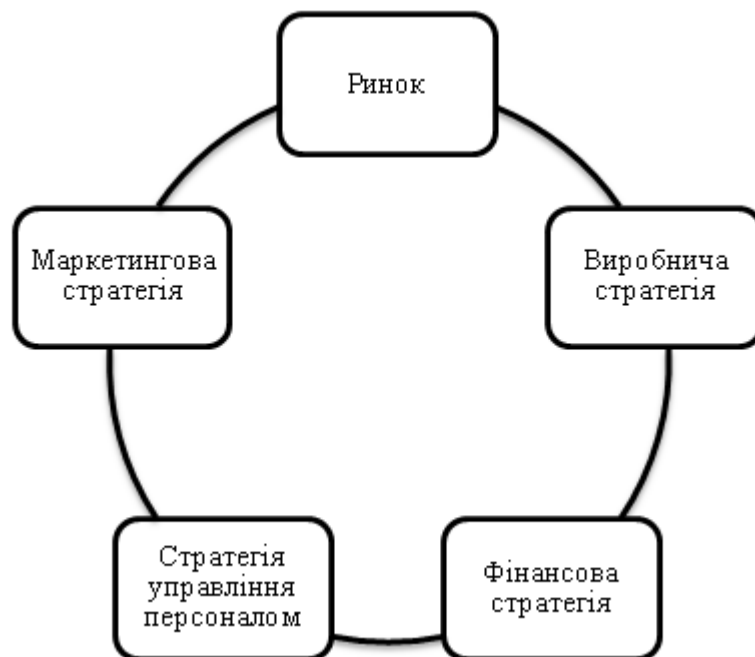 Ринок
Маркетингова
стратегія
Виробнича
стратегія
Стратегія
управління
персоналом
Фінансова
стратегія